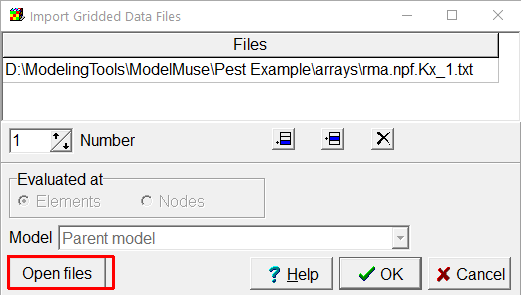 Import Gridded Data Files
Files
D:\ModelingTools\ModelMuse\Pest Example\arrays\rma.npf.Kx_1.txt
1 Number
Evaluated at
Elements Nodes
Model Parent model
Open files ? Help OK Cancel